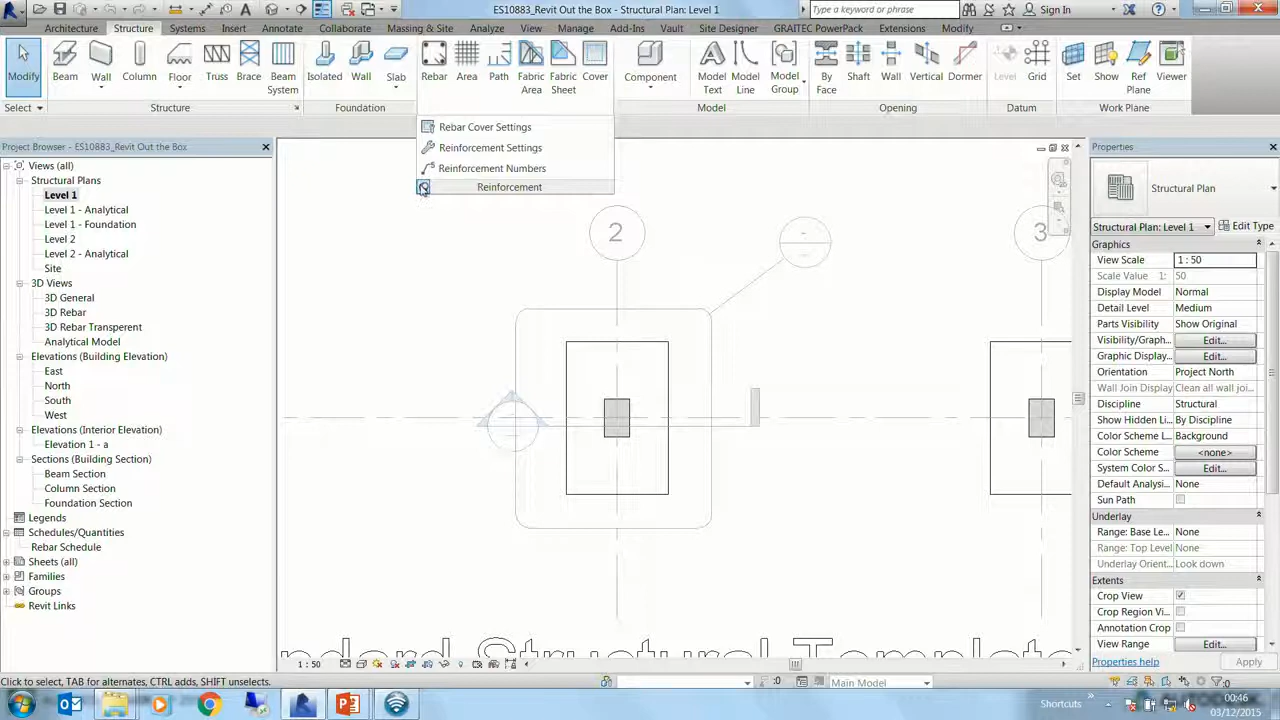 ES10883_Revit Out the Box - Structural Plan: Level 1
Type a keyword or phrase
Sign In
Architecture Structure Systems Insert Annotate Collaborate Massing & Site Analyze View Manage Add-Ins Vault Site Designer GRAITEC PowerPack Extensions Modify
Modify Beam Wall Column Floor Truss Brace Beam System Isolated Wall Slab Rebar Area Path Fabric Area Fabric Sheet Cover Component Model Text Model Line Model Group By Face Shaft Wall Vertical Dormer Level Grid Set Show Ref Plane Viewer
Select Structure Foundation Model Opening Datum Work Plane
Rebar Cover Settings
Reinforcement Settings
Reinforcement Numbers
Reinforcement
Project Browser - ES10883_Revit Out the Box
Views (all)
Structural Plans
Level 1
Level 1 - Analytical
Level 1 - Foundation
Level 2
Level 2 - Analytical
Site
3D Views
3D General
3D Rebar
3D Rebar Transperent
Analytical Model
Elevations (Building Elevation)
East
North
South
West
Elevations (Interior Elevation)
Elevation 1 - a
Sections (Building Section)
Beam Section
Column Section
Foundation Section
Legends
Schedules/Quantities
Rebar Schedule
Sheets (all)
Families
Groups
Revit Links
2
3
ndard Structural Template
Properties
Structural Plan
Structural Plan: Level 1 Edit Type
Graphics
View Scale 1 : 50
Scale Value 1: 50
Display Model Normal
Detail Level Medium
Parts Visibility Show Original
Visibility/Graph... Edit...
Graphic Display... Edit...
Orientation Project North
Wall Join Display Clean all wall joi...
Discipline Structural
Show Hidden Li... By Discipline
Color Scheme L... Background
Color Scheme <none>
System Color S... Edit...
Default Analysi... None
Sun Path
Underlay
Range: Base Le... None
Range: Top Level None
Underlay Orient... Look down
Extents
Crop View
Crop Region Vi...
Annotation Crop
View Range Edit...
Properties help Apply
1 : 50
Click to select, TAB for alternates, CTRL adds, SHIFT unselects.
:0
Main Model
:0
Shortcuts
00:46
03/12/2015